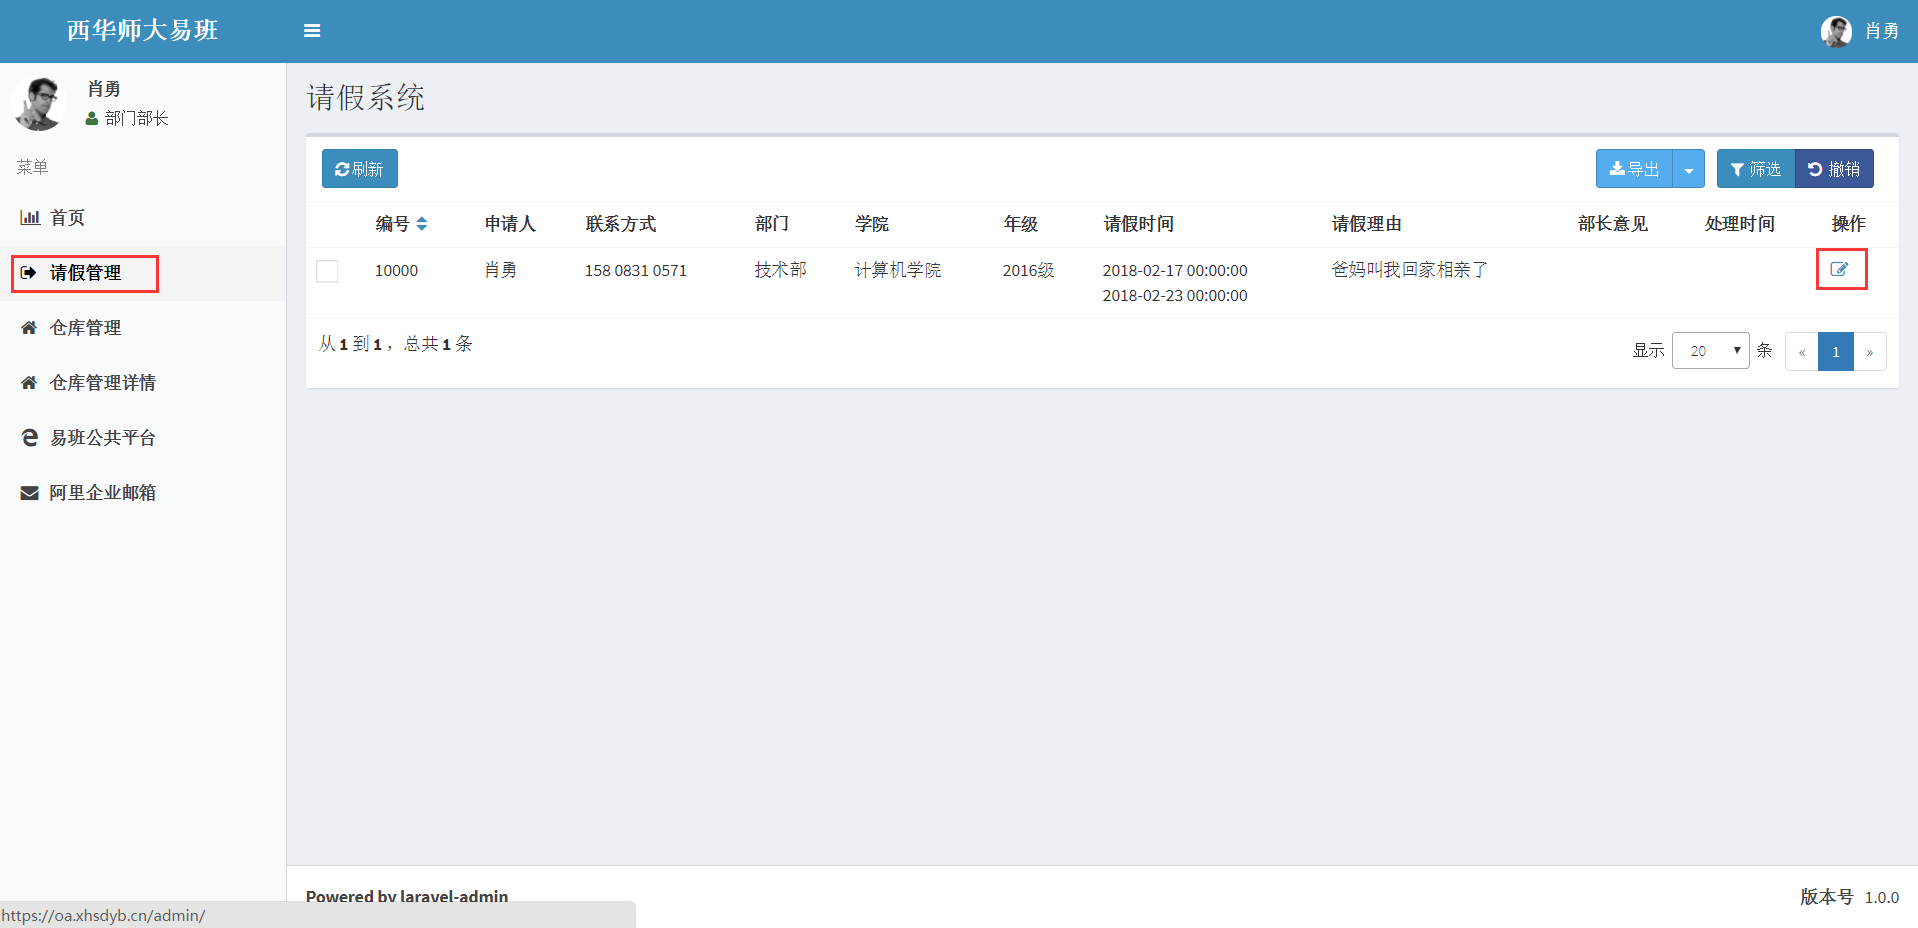 西华师大易班
肖勇
肖勇
部门部长
菜单
首页
请假管理
仓库管理
仓库管理详情
易班公共平台
阿里企业邮箱
请假系统
刷新
导出 筛选 撤销
编号 申请人 联系方式 部门 学院 年级 请假时间 请假理由 部长意见 处理时间 操作
10000 肖勇 158 0831 0571 技术部 计算机学院 2016级 2018-02-17 00:00:00 爸妈叫我回家相亲了
2018-02-23 00:00:00
从 1 到 1 ，总共 1 条
显示 20 条 « 1 »
Powered by laravel-admin
版本号 1.0.0
https://oa.xhsdyb.cn/admin/